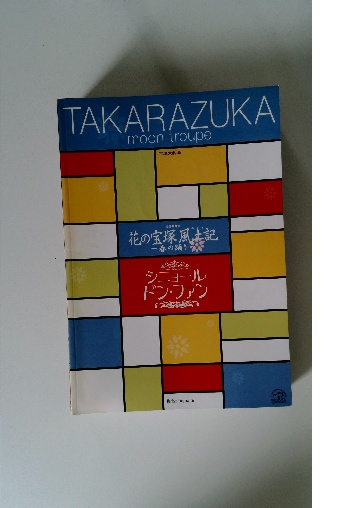 TAKARAZUKA
moon troupe
花の宝塚風土記
―春の踊り―
シニョール
ドン・ファン